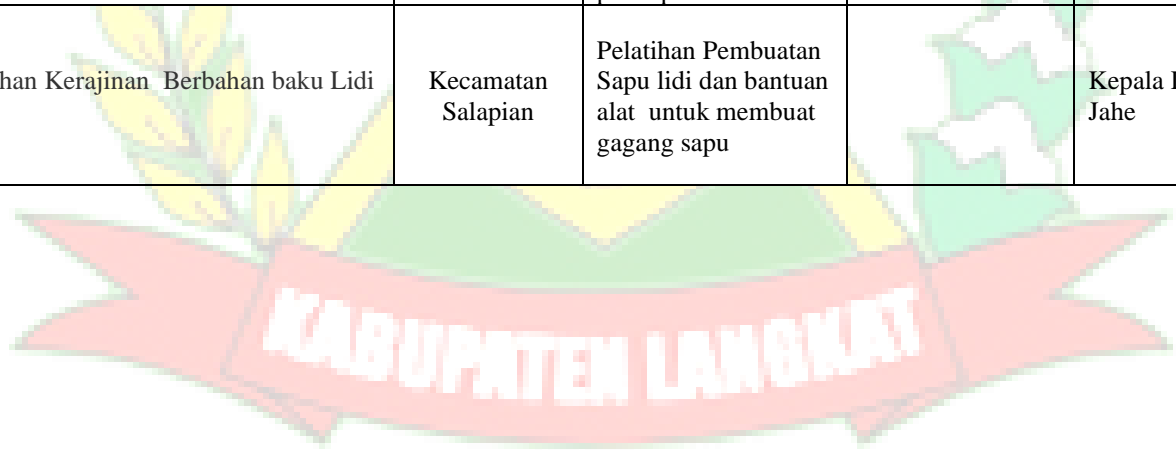 han Kerajinan Berbahan baku Lidi
Kecamatan
Salapian
Pelatihan Pembuatan
Sapu lidi dan bantuan
alat untuk membuat
gagang sapu
Kepala
Jahe
KABUPATEN LANGKAT